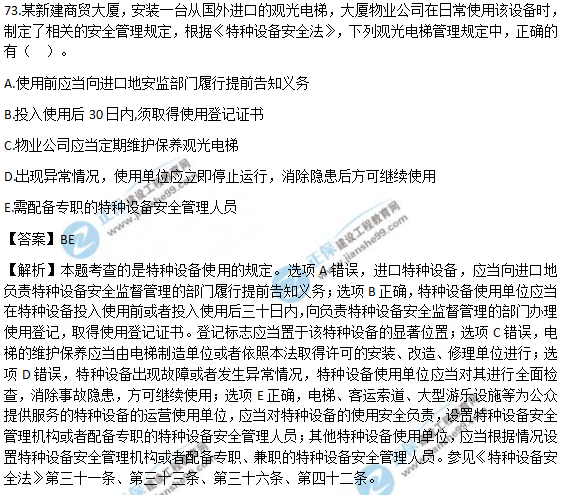 73.某新建商贸大厦，安装一台从国外进口的观光电梯，大厦物业公司在日常使用该设备时，
制定了相关的安全管理规定，根据《特种设备安全法》，下列观光电梯管理规定中，正确的
有（  ）。
A.使用前应当向进口地安监部门履行提前告知义务
B.投入使用后 30 日内,须取得使用登记证书
C.物业公司应当定期维护保养观光电梯
D.出现异常情况，使用单位应立即停止运行，消除隐患后方可继续使用
E.需配备专职的特种设备安全管理人员
【答案】BE
【解析】本题考查的是特种设备使用的规定。选项 A 错误，进口特种设备，应当向进口地
负责特种设备安全监督管理的部门履行提前告知义务；选项 B 正确，特种设备使用单位应当
在特种设备投入使用前或者投入使用后三十日内,向负责特种设备安全监督管理的部门办理
使用登记，取得使用登记证书。登记标志应当置于该特种设备的显著位置；选项 C 错误，电
梯的维护保养应当由电梯制造单位或者依照本法取得许可的安装、改造、修理单位进行；选
项 D 错误，特种设备出现故障或者发生异常情况，特种设备使用单位应当对其进行全面检
查，消除事故隐患，方可继续使用；选项 E 正确，电梯、客运索道、大型游乐设施等为公众
提供服务的特种设备的运营使用单位，应当对特种设备的使用安全负责，设置特种设备安全
管理机构或者配备专职的特种设备安全管理人员；其他特种设备使用单位，应当根据情况设
置特种设备安全管理机构或者配备专职、兼职的特种设备安全管理人员。参见《特种设备安
全法》第三十一条、第三十三条、第三十六条、第四十二条。
正保建设工程教育网
www.jianshe99.com
正保建设工程教育网
www.jianshe99.com